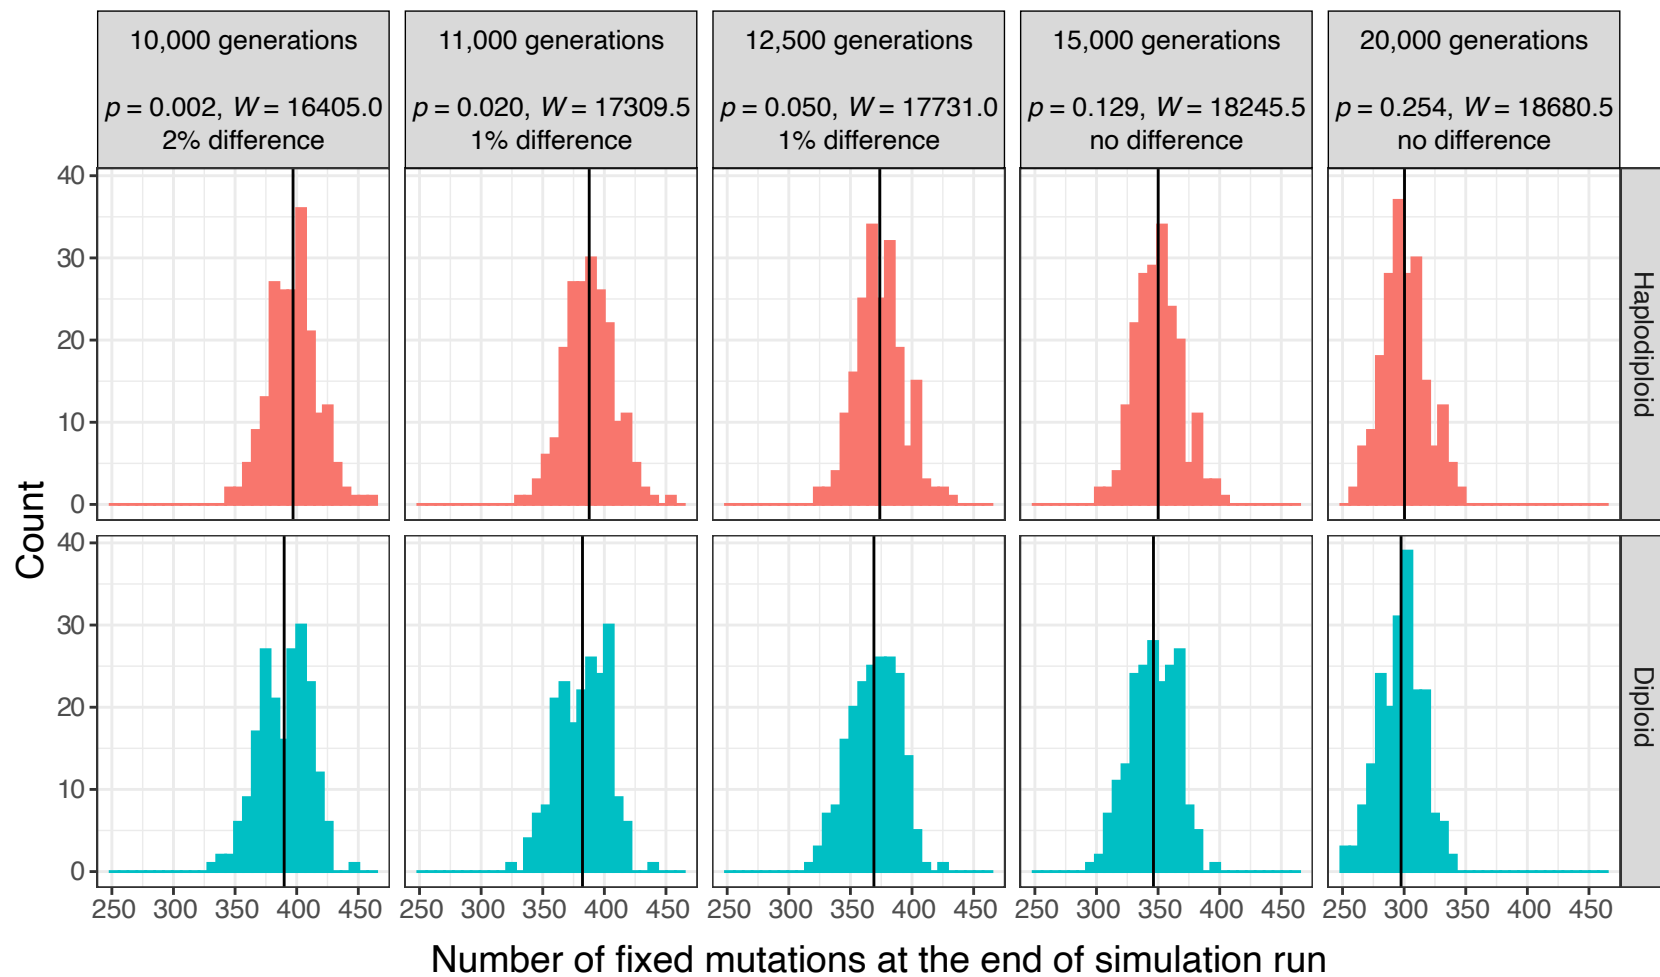 10,000 generations
p = 0.002, W = 16405.0
2% difference
11,000 generations
p = 0.020, W = 17309.5
1% difference
12,500 generations
p = 0.050, W = 17731.0
1% difference
15,000 generations
p = 0.129, W = 18245.5
no difference
20,000 generations
p = 0.254, W = 18680.5
no difference
40
30
20
10
0
Haplodiploid
Count
40
30
20
10
0
Diploid
250 300 350 400 450
250 300 350 400 450
250 300 350 400 450
250 300 350 400 450
250 300 350 400 450
Number of fixed mutations at the end of simulation run